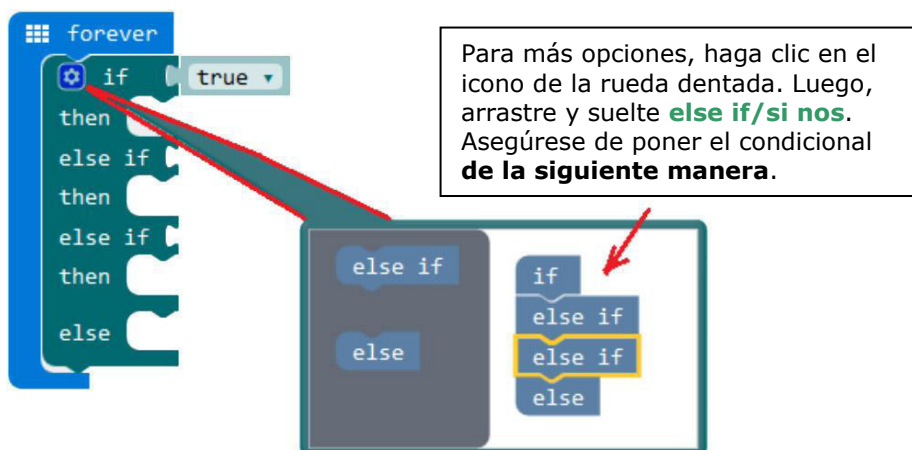 forever
if true
then
else if
then
else if
then
else
Para más opciones, haga clic en el
icono de la rueda dentada. Luego,
arrastre y suelte else if/si nos.
Asegúrese de poner el condicional
de la siguiente manera.
else if
else
if
else if
else if
else